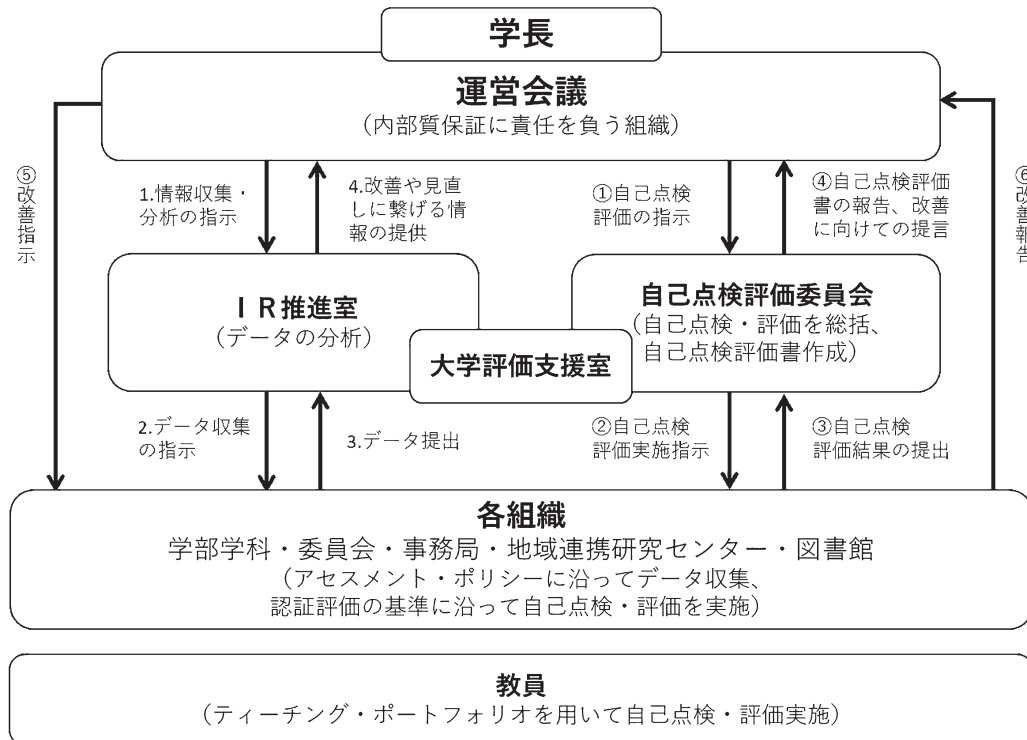 学長
運営会議
(内部質保証に責任を負う組織)
⑤改善指示
1.情報収集・
分析の指示
4.改善や見直
しに繋げる情
報の提供
①自己点検
評価の指示
④自己点検評価
書の報告、改善
に向けての提言
⑥改善報告
ＩＲ推進室
(データの分析)
自己点検評価委員会
(自己点検・評価を総括、
自己点検評価書作成)
大学評価支援室
2.データ収集
の指示
3.データ提出
②自己点検
評価実施指示
③自己点検
評価結果の提出
各組織
学部学科・委員会・事務局・地域連携研究センター・図書館
(アセスメント・ポリシーに沿ってデータ収集、
認証評価の基準に沿って自己点検・評価を実施)
教員
(ティーチング・ポートフォリオを用いて自己点検・評価実施)